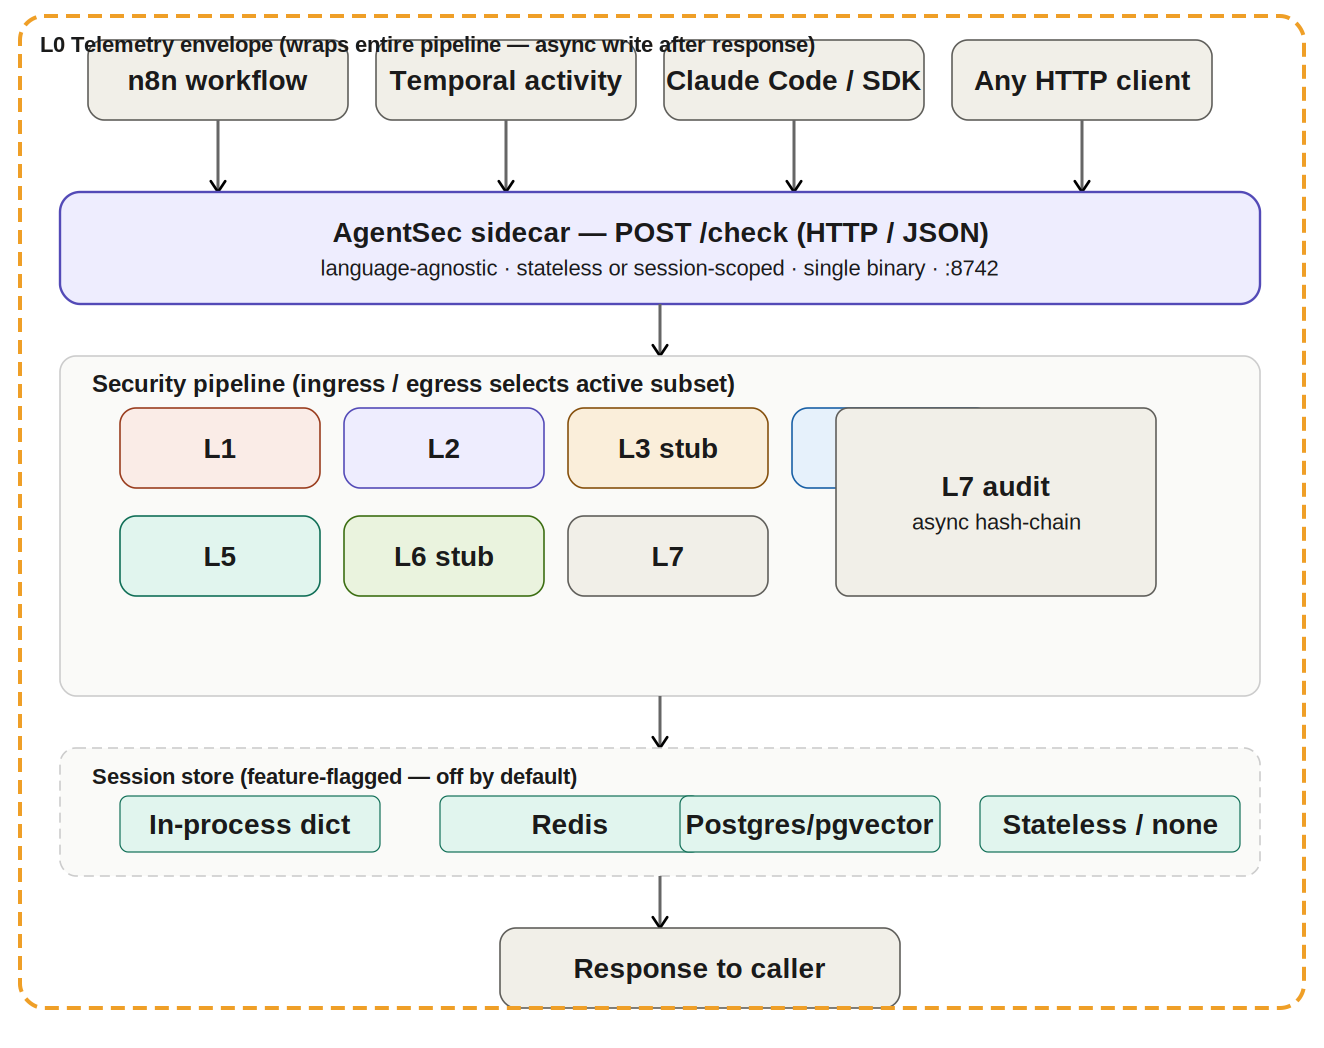 L0 Telemetry envelope (wraps entire pipeline — async write after response)
n8n workflow
Temporal activity
Claude Code / SDK
Any HTTP client
AgentSec sidecar — POST /check (HTTP / JSON)
language-agnostic · stateless or session-scoped · single binary · :8742
Security pipeline (ingress / egress selects active subset)
L1
L2
L3 stub
L7 audit
async hash-chain
L5
L6 stub
L7
Session store (feature-flagged — off by default)
In-process dict
Redis
Postgres/pgvector
Stateless / none
Response to caller